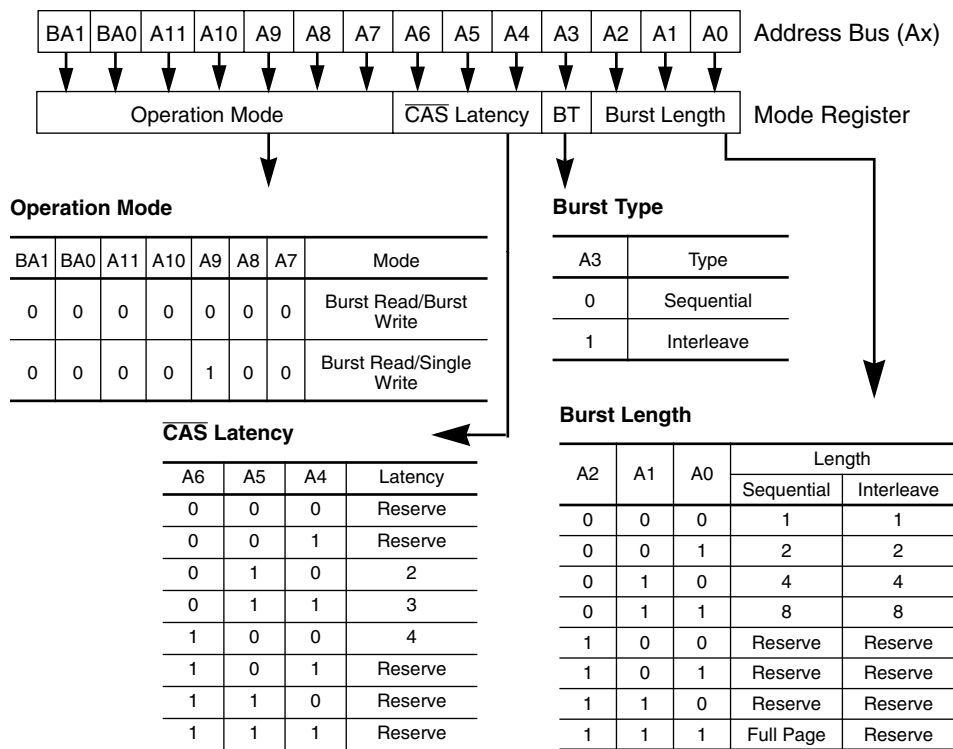 BA1 BA0 A11 A10 A9 A8 A7 A6 A5 A4 A3 A2 A1 A0 Address Bus (Ax)
Operation Mode CAS Latency BT Burst Length Mode Register
Operation Mode
BA1 BA0 A11 A10 A9 A8 A7 Mode
0 0 0 0 0 0 0 Burst Read/Burst
Write
0 0 0 0 1 0 0 Burst Read/Single
Write
Burst Type
A3 Type
0 Sequential
1 Interleave
CAS Latency
A6 A5 A4 Latency
0 0 0 Reserve
0 0 1 Reserve
0 1 0 2
0 1 1 3
1 0 0 4
1 0 1 Reserve
1 1 0 Reserve
1 1 1 Reserve
Burst Length
A2 A1 A0 Length
Sequential Interleave
0 0 0 1 1
0 0 1 2 2
0 1 0 4 4
0 1 1 8 8
1 0 0 Reserve Reserve
1 0 1 Reserve Reserve
1 1 0 Reserve Reserve
1 1 1 Full Page Reserve